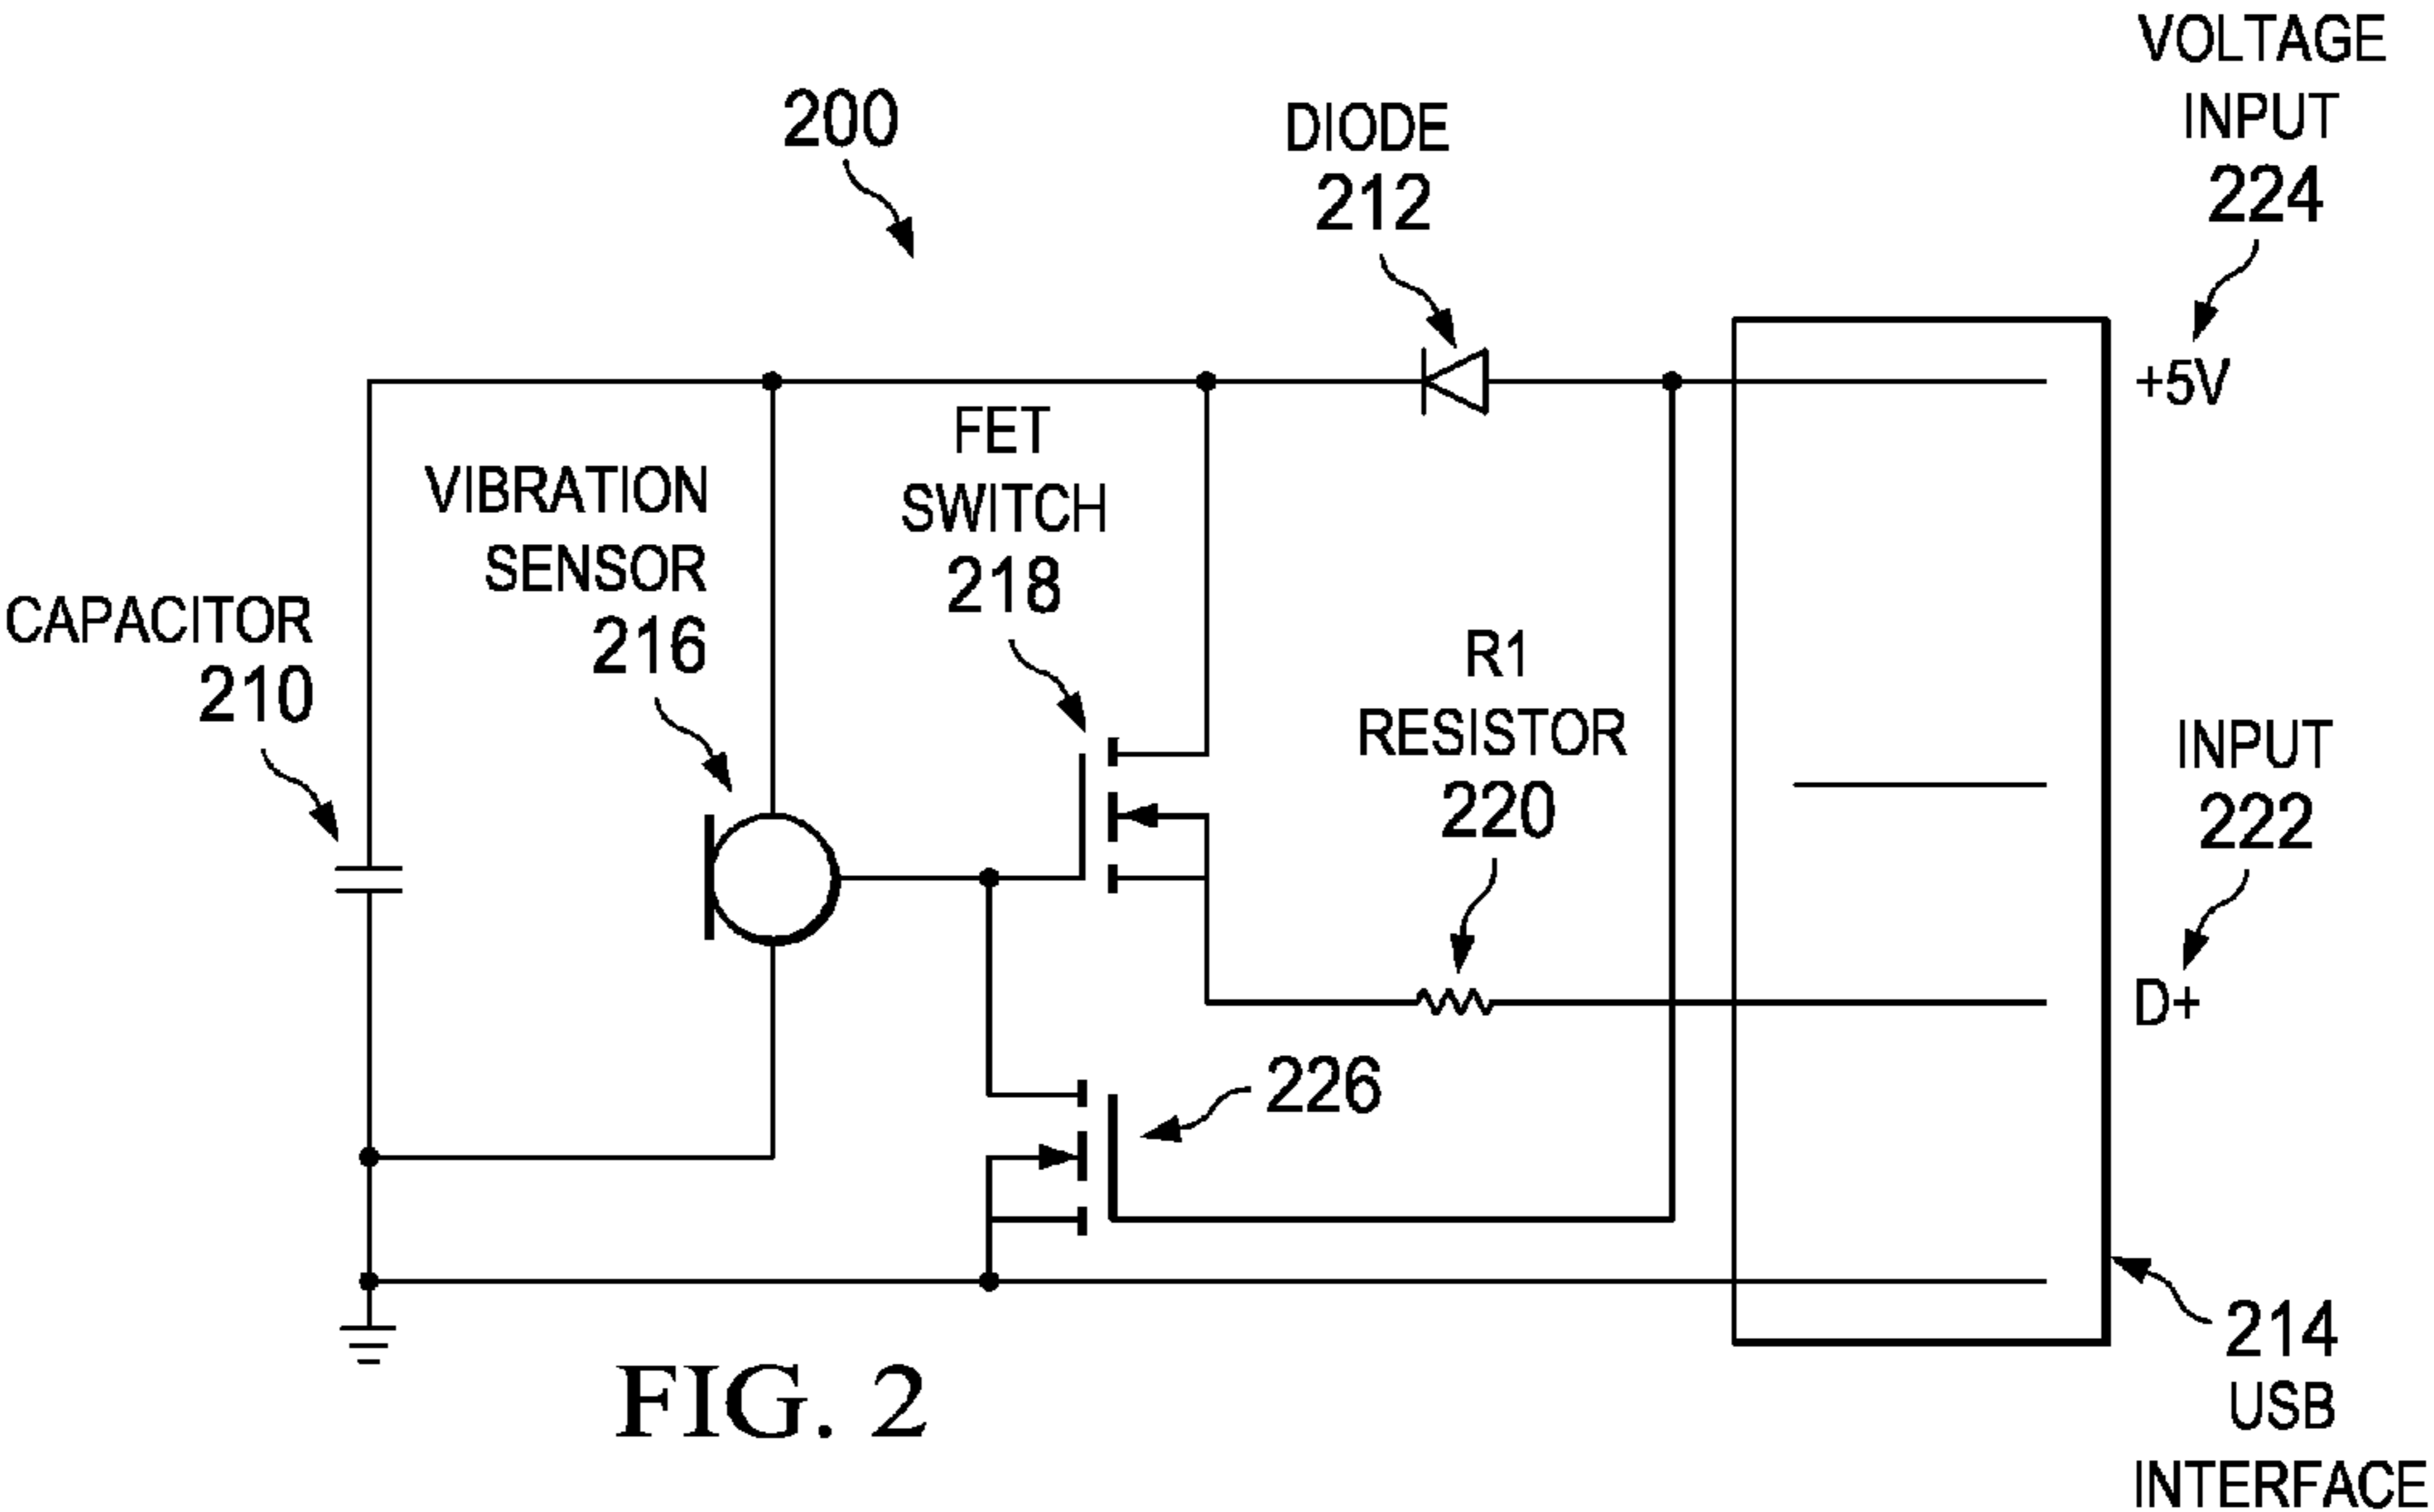 200
DIODE
212
VOLTAGE
INPUT
224
+5V
FET
SWITCH
218
VIBRATION
SENSOR
216
CAPACITOR
210
R1
RESISTOR
220
INPUT
222
D+
226
214
USB
INTERFACE
FIG. 2